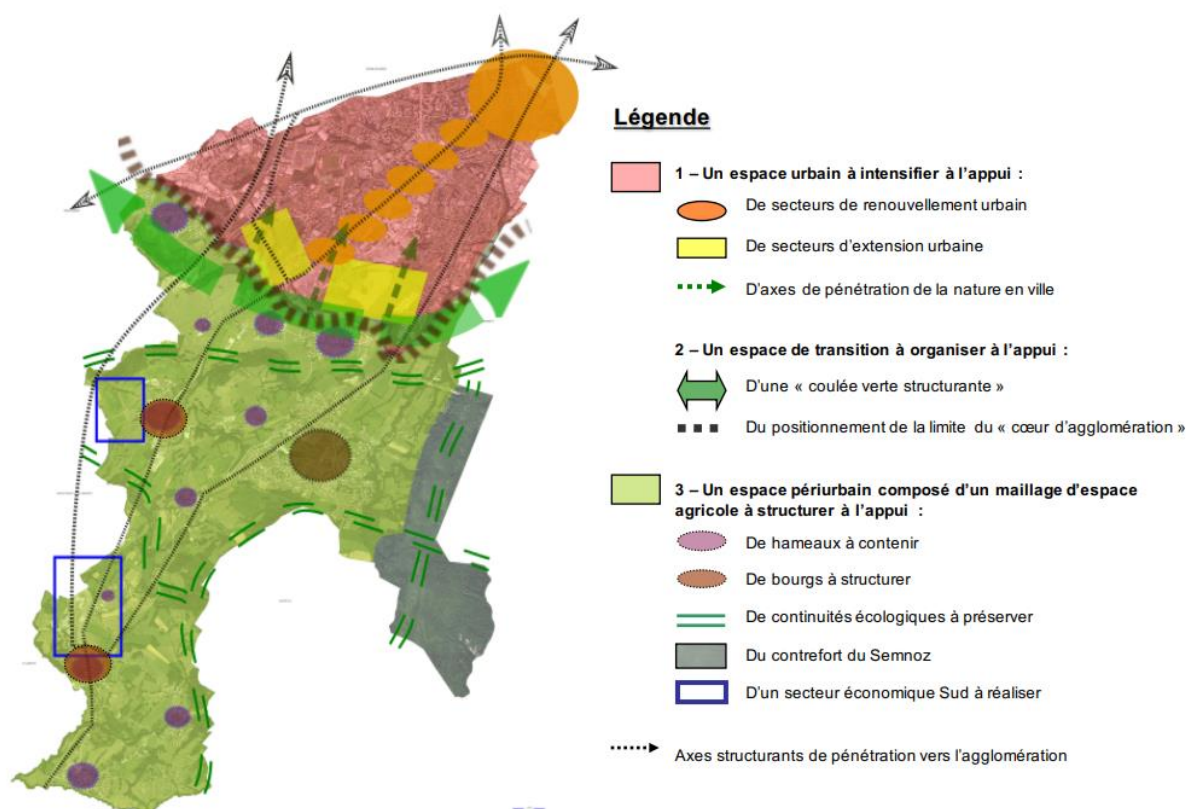 Légende
1 – Un espace urbain à intensifier à l'appui :
De secteurs de renouvellement urbain
De secteurs d'extension urbaine
D'axes de pénétration de la nature en ville
2 – Un espace de transition à organiser à l'appui :
D'une « coulée verte structurante »
Du positionnement de la limite du « cœur d'agglomération »
3 – Un espace périurbain composé d'un maillage d'espace
agricole à structurer à l'appui :
De hameaux à contenir
De bourgs à structurer
De continuités écologiques à préserver
Du contrefort du Semnoz
D'un secteur économique Sud à réaliser
Axes structurants de pénétration vers l'agglomération